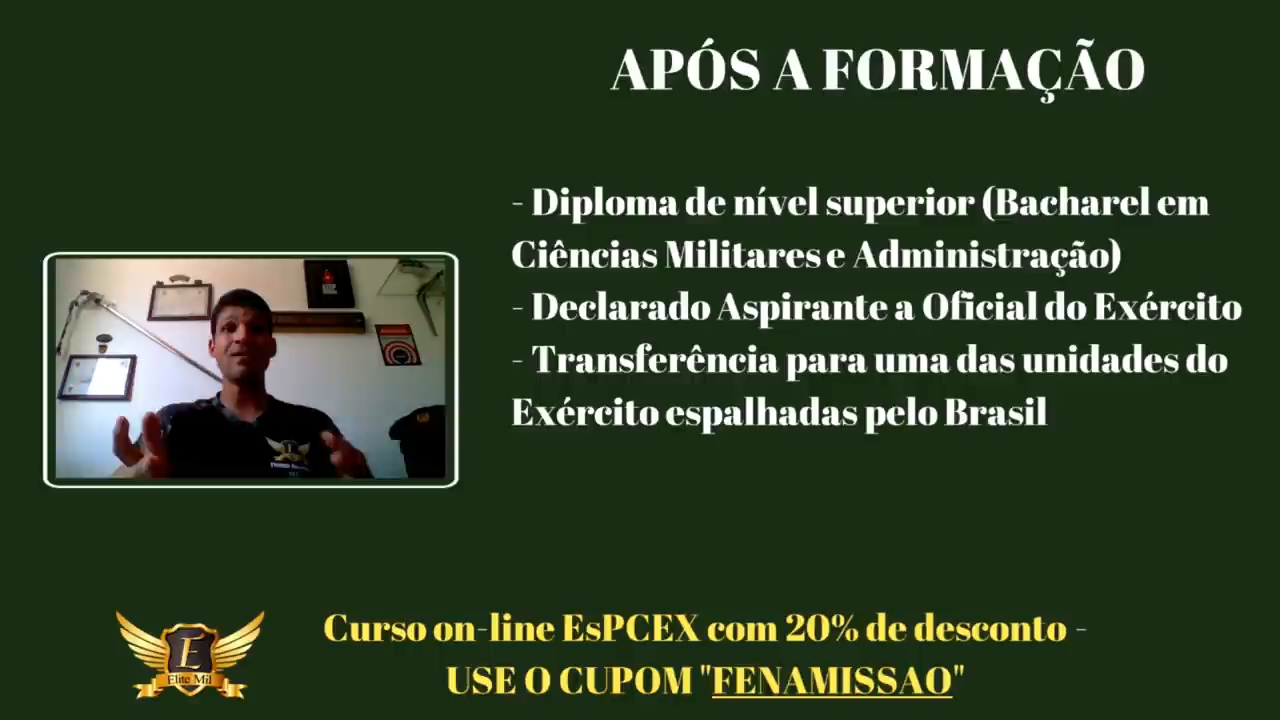 APÓS A FORMAÇÃO
- Diploma de nível superior (Bacharel em
Ciências Militares e Administração)
- Declarado Aspirante a Oficial do Exército
- Transferência para uma das unidades do
Exército espalhadas pelo Brasil
Curso on-line EsPCEX com 20% de desconto -
USE O CUPOM "FENAMISSAO"
E
Elite Mil